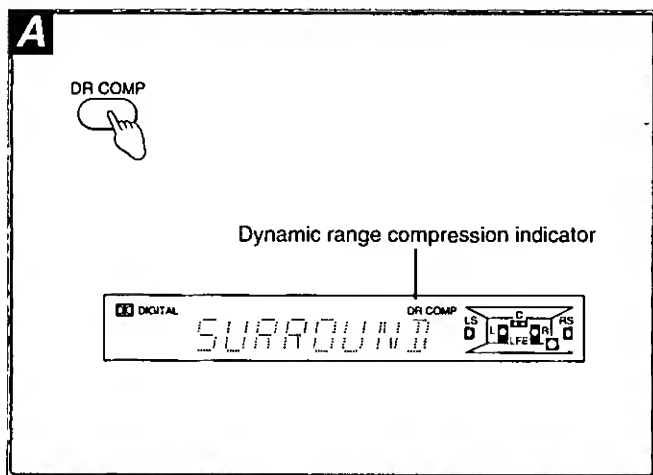 A
DR COMP
Dynamic range compression indicator
DIGITAL DR COMP
SURROUND
LS L C R RS
LFE